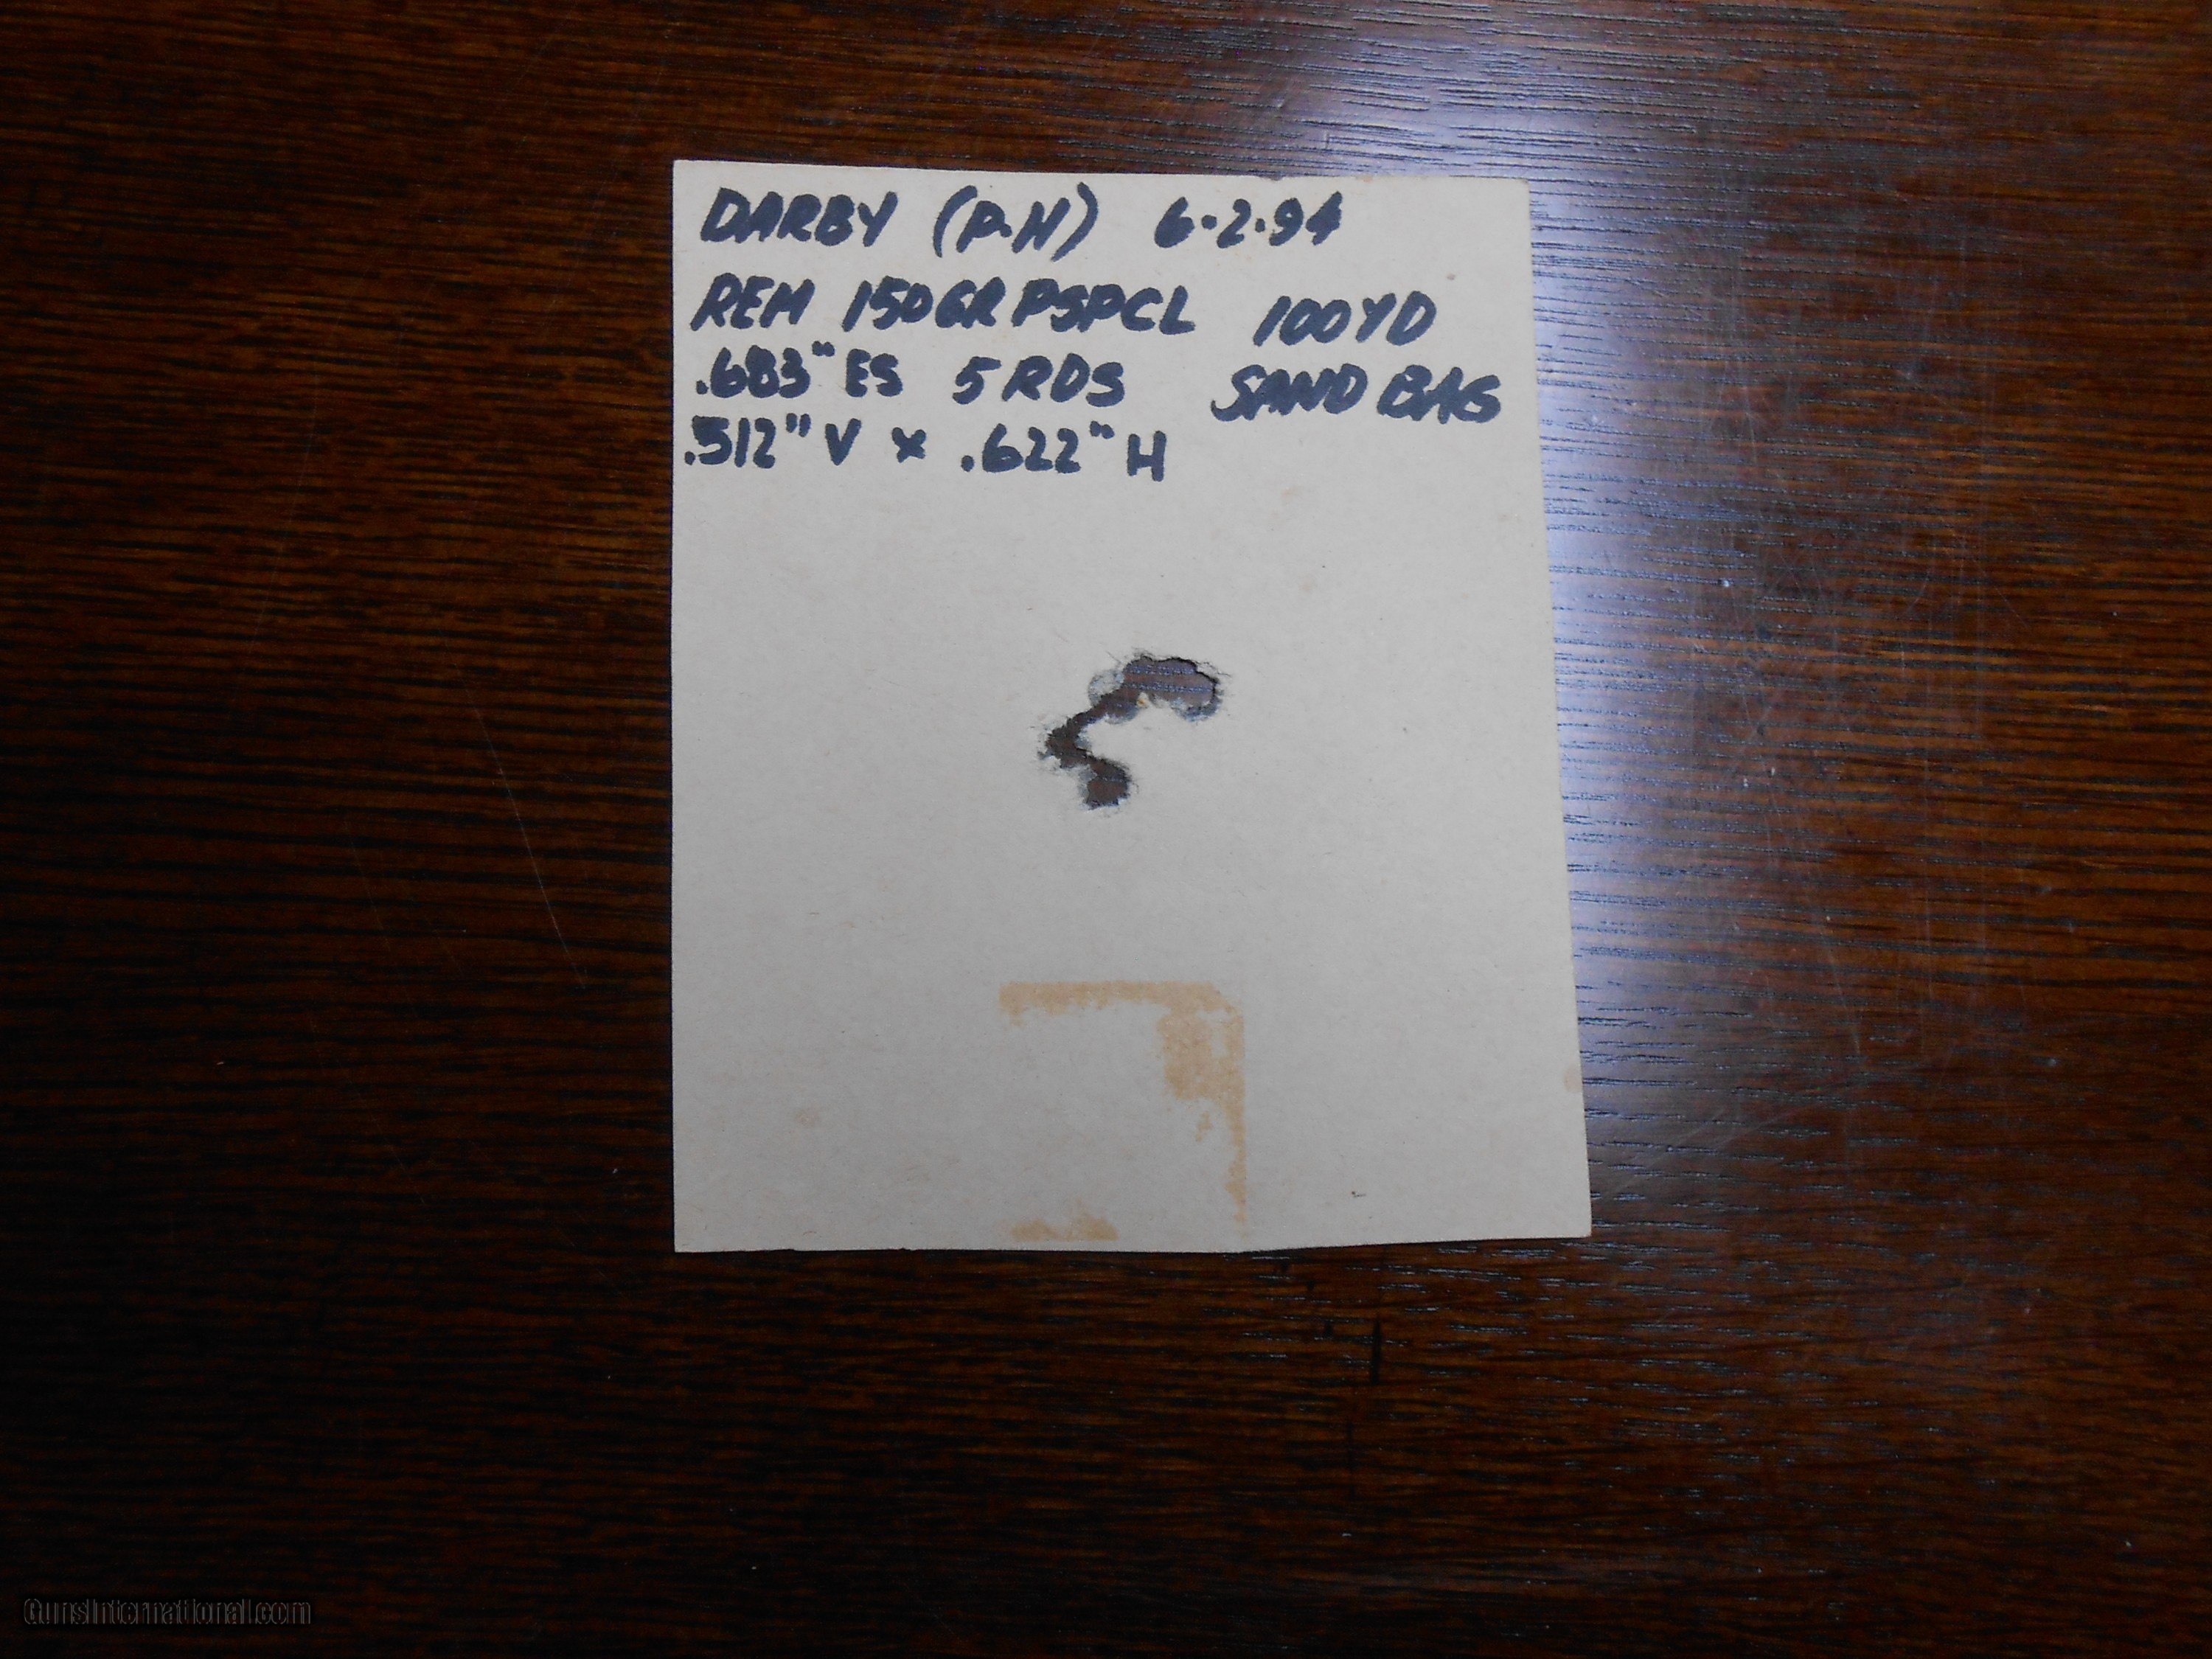 DARBY (P.H) 6.2.94
REM 150GR PSPCL 100YD
.683" ES 5 RDS SAND BAG
.512" V x .622" H
GunsInternational.com